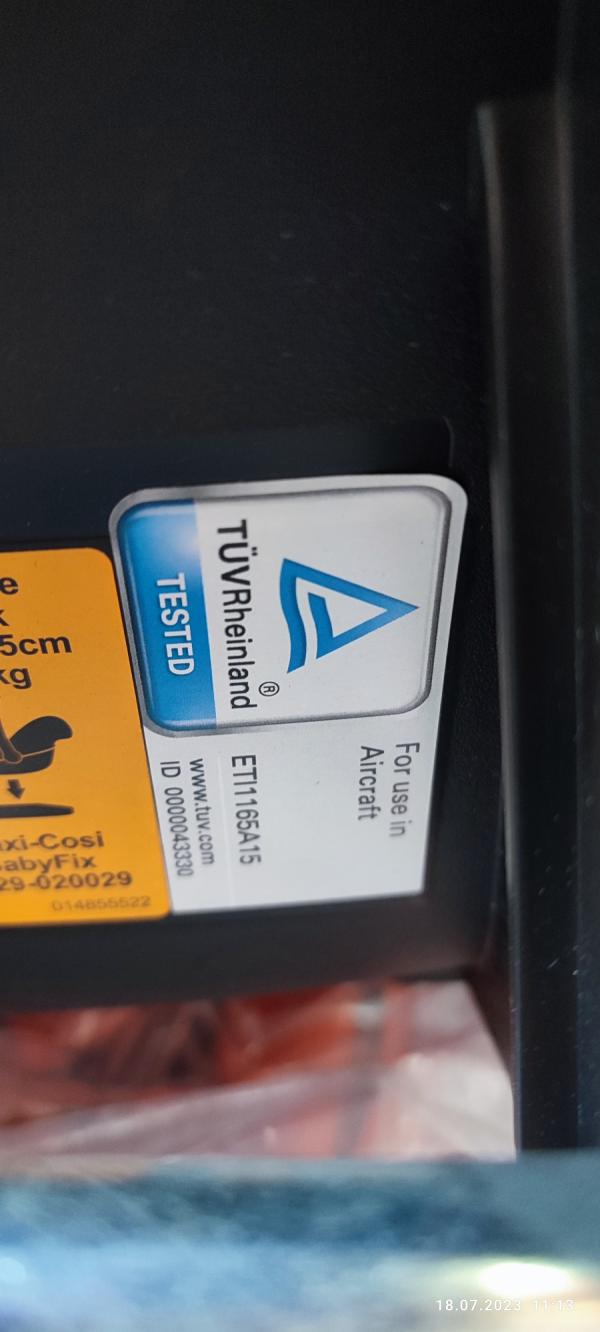 TÜVRheinland®
TESTED
For use in
Aircraft
ETI1165A15
www.tuv.com
ID 0000043330
5cm
kg
xi-Cosi
abyFix
29-020029
014855522
18.07.2023 11:13